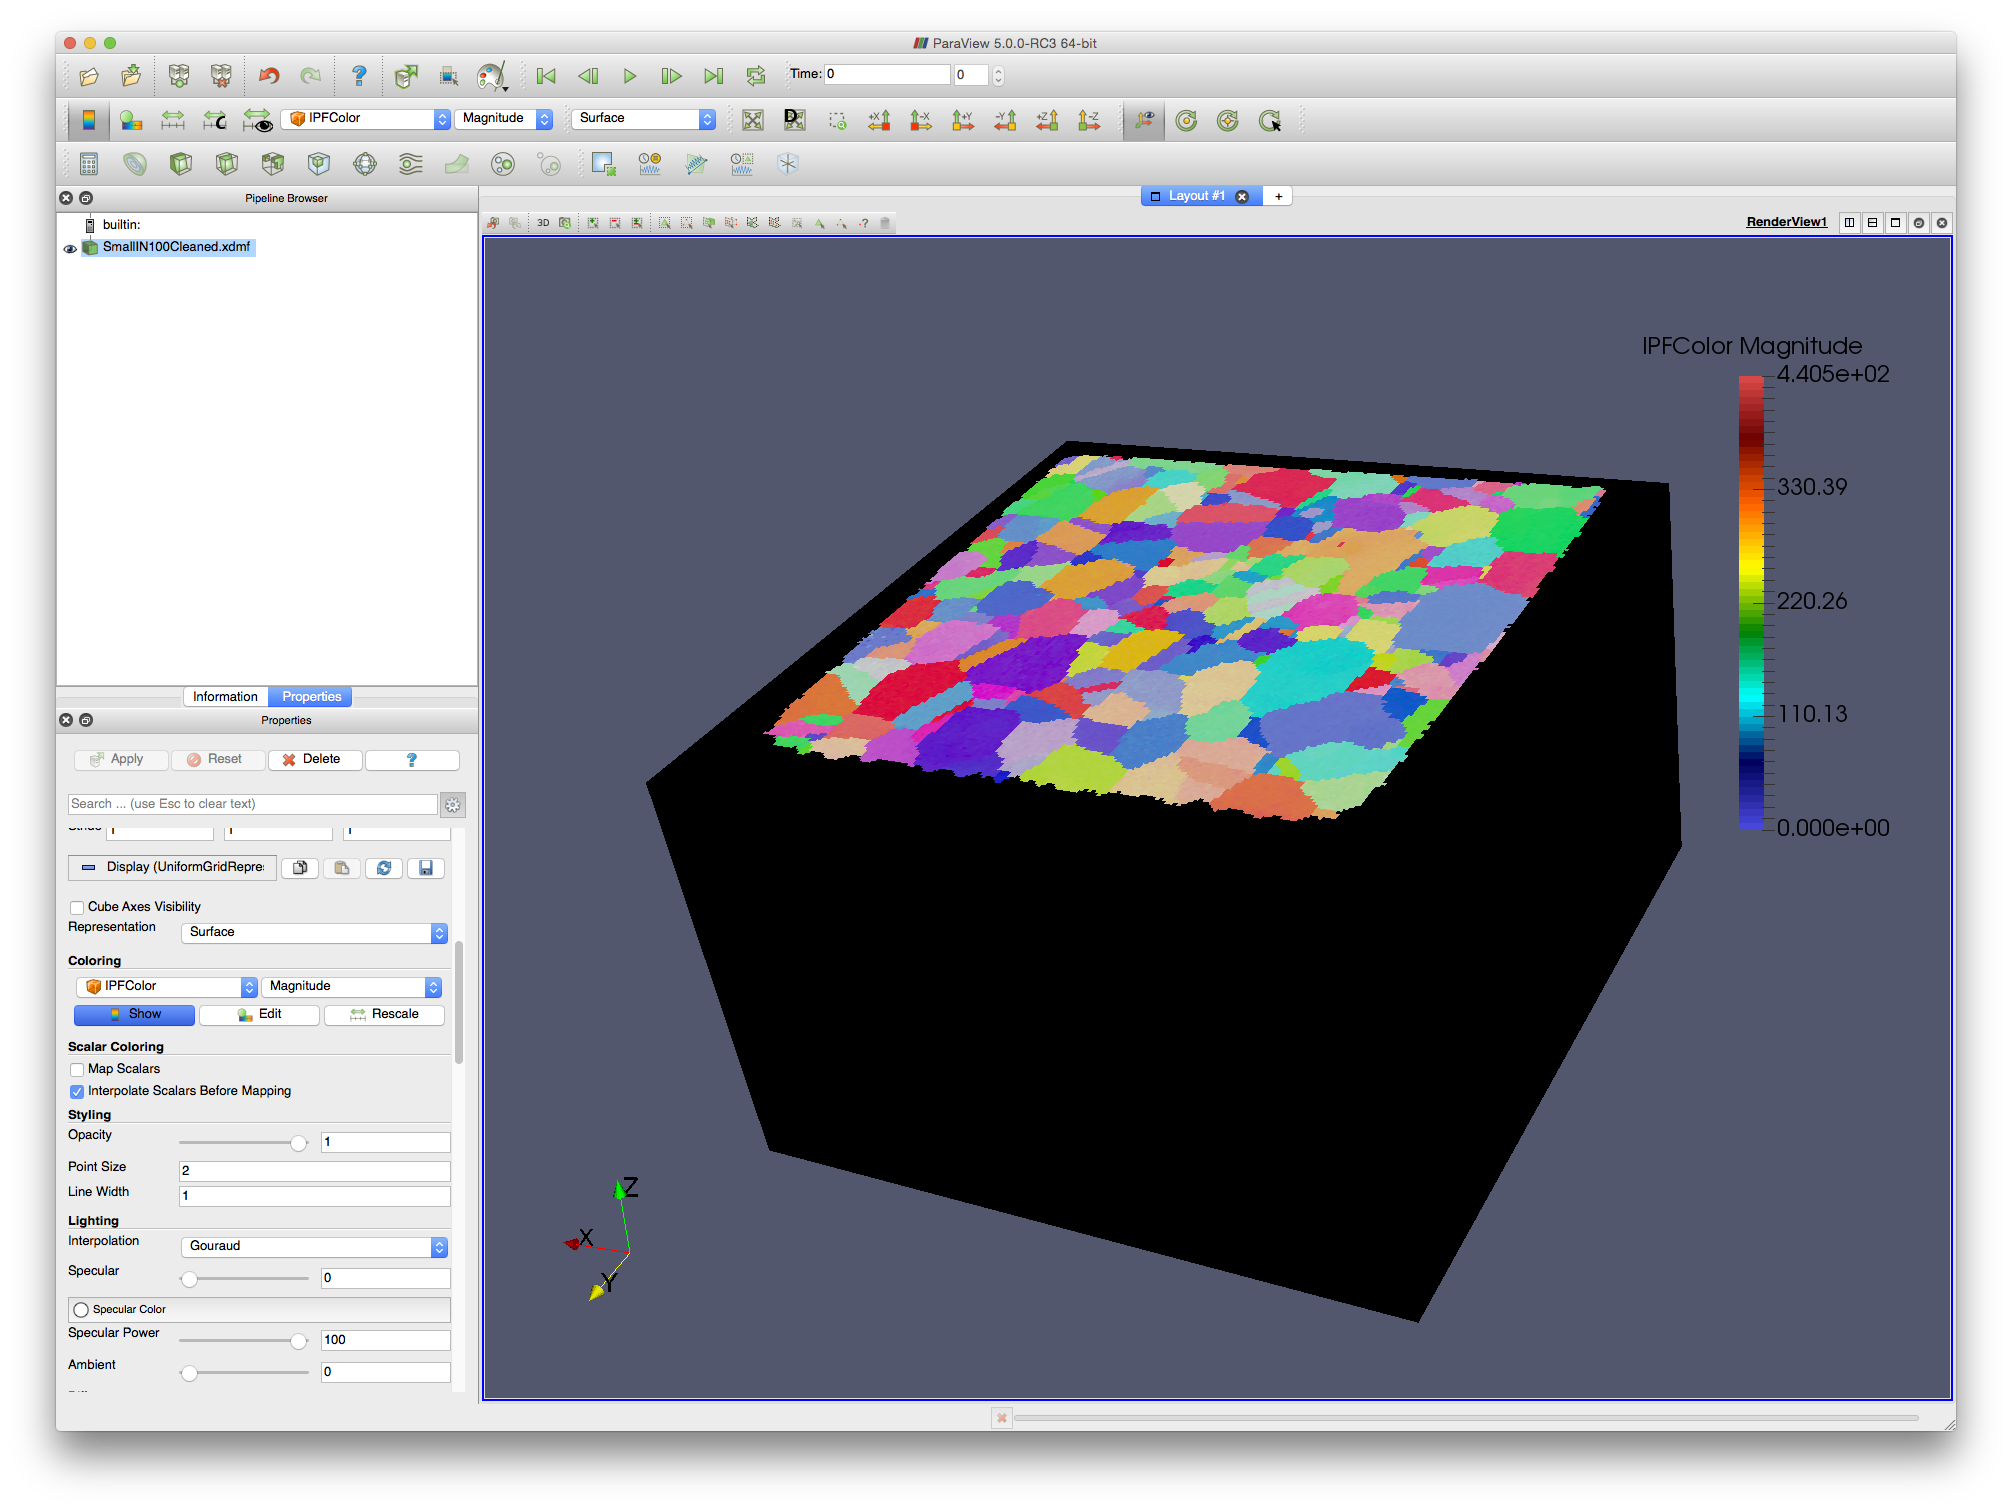 ParaView 5.0.0-RC3 64-bit
Time: 0 0
IPFColor Magnitude Surface
Pipeline Browser
Layout #1 +
builtin:
SmallIN100Cleaned.xdmf
3D
RenderView1
Information Properties
Properties
Apply Reset Delete ?
Search ... (use Esc to clear text)
1 1 1
Display (UniformGridRepre
Cube Axes Visibility
Representation Surface
Coloring
IPFColor Magnitude
Show Edit Rescale
Scalar Coloring
Map Scalars
Interpolate Scalars Before Mapping
Styling
Opacity 1
Point Size 2
Line Width 1
Lighting
Interpolation Gouraud
Specular 0
Specular Color
Specular Power 100
Ambient 0
IPFColor Magnitude
4.405e+02
330.39
220.26
110.13
0.000e+00
Z
X
Y